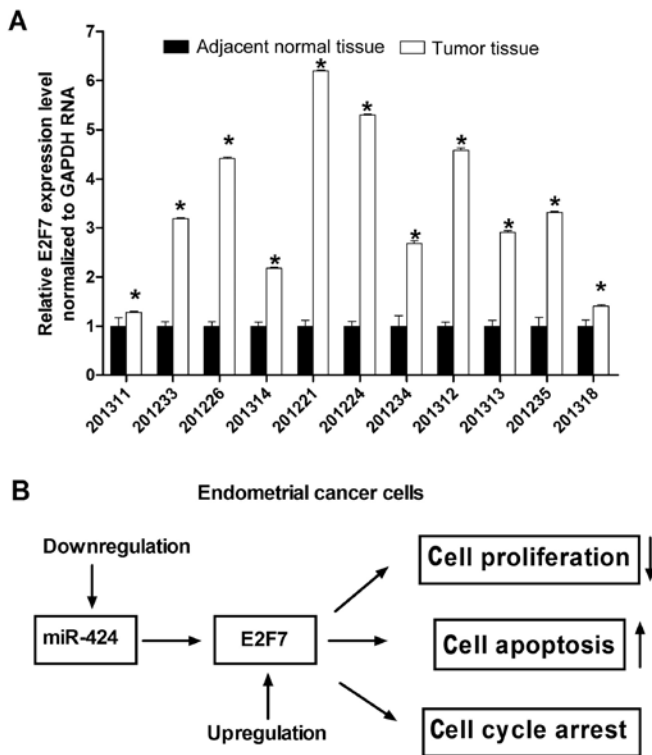 A
Adjacent normal tissue
Tumor tissue
Relative E2F7 expression level
normalized to GAPDH RNA
7
6
5
4
3
2
1
0
*
*
*
*
*
*
*
*
*
*
*
201311
201233
201226
201314
201221
201224
201234
201312
201313
201235
201318
B
Endometrial cancer cells
Downregulation
miR-424
E2F7
Upregulation
Cell proliferation
Cell apoptosis
Cell cycle arrest